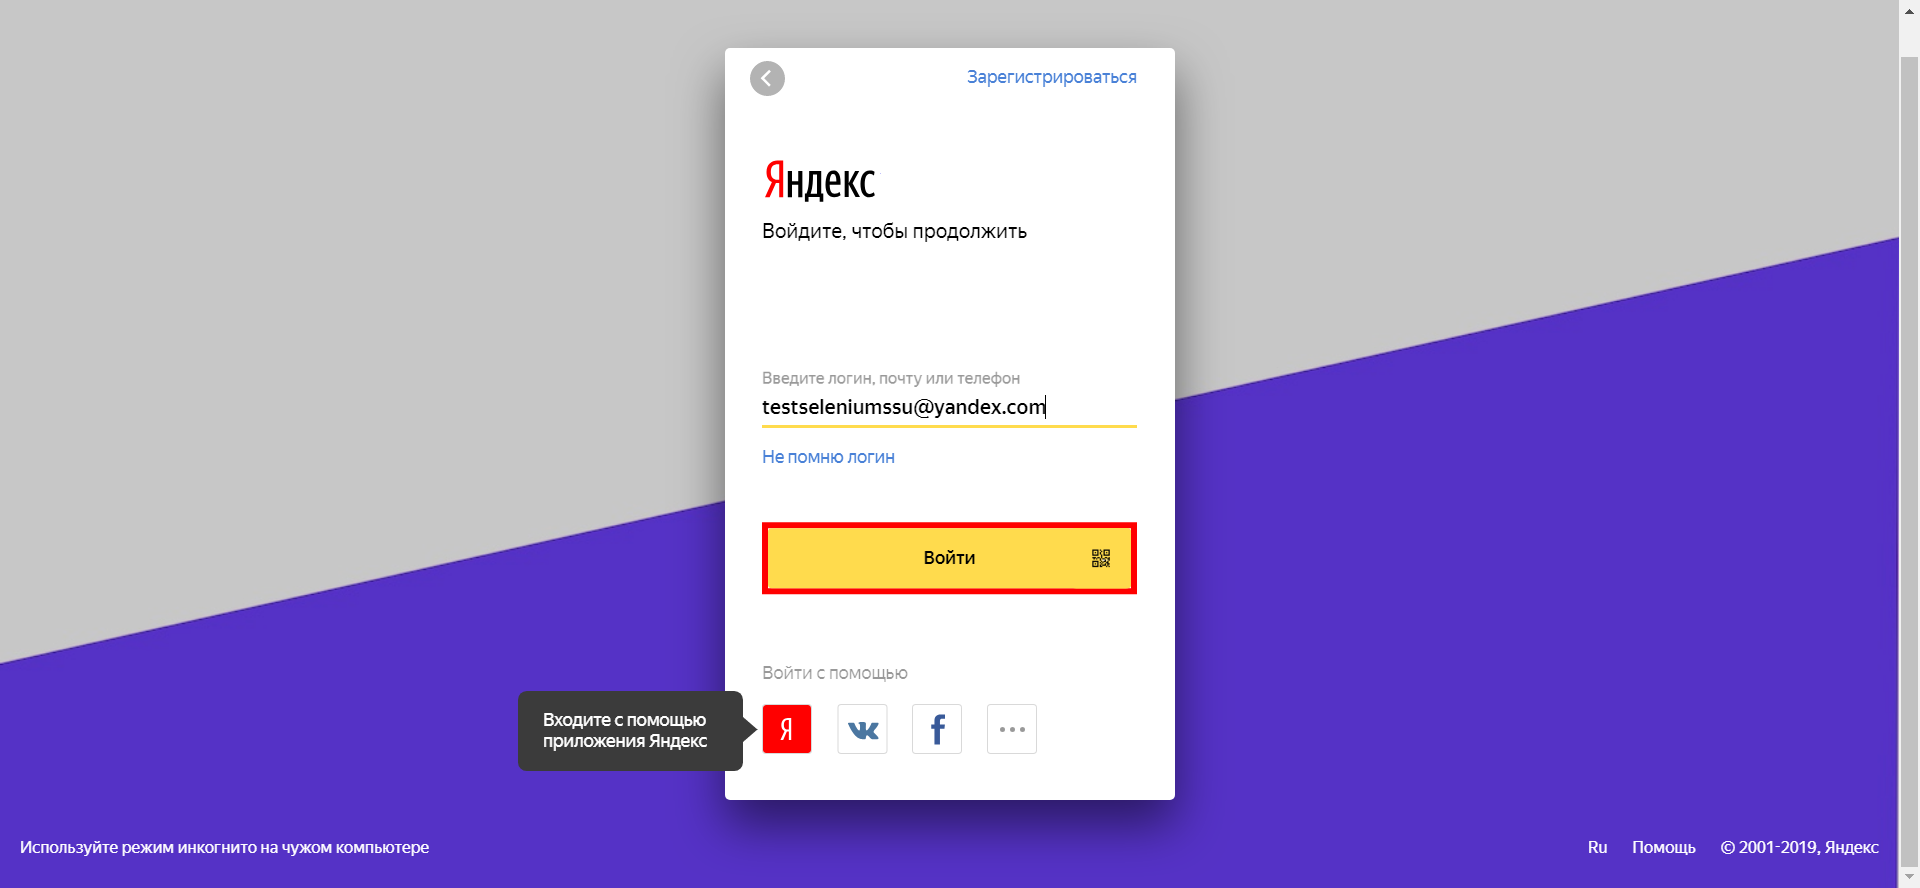 Зарегистрироваться
Яндекс
Войдите, чтобы продолжить
Введите логин, почту или телефон
testseleniumssu@yandex.com
Не помню логин
Войти
Войти с помощью
Входите с помощью
приложения Яндекс
Я
Используйте режим инкогнито на чужом компьютере
Ru Помощь © 2001-2019, Яндекс